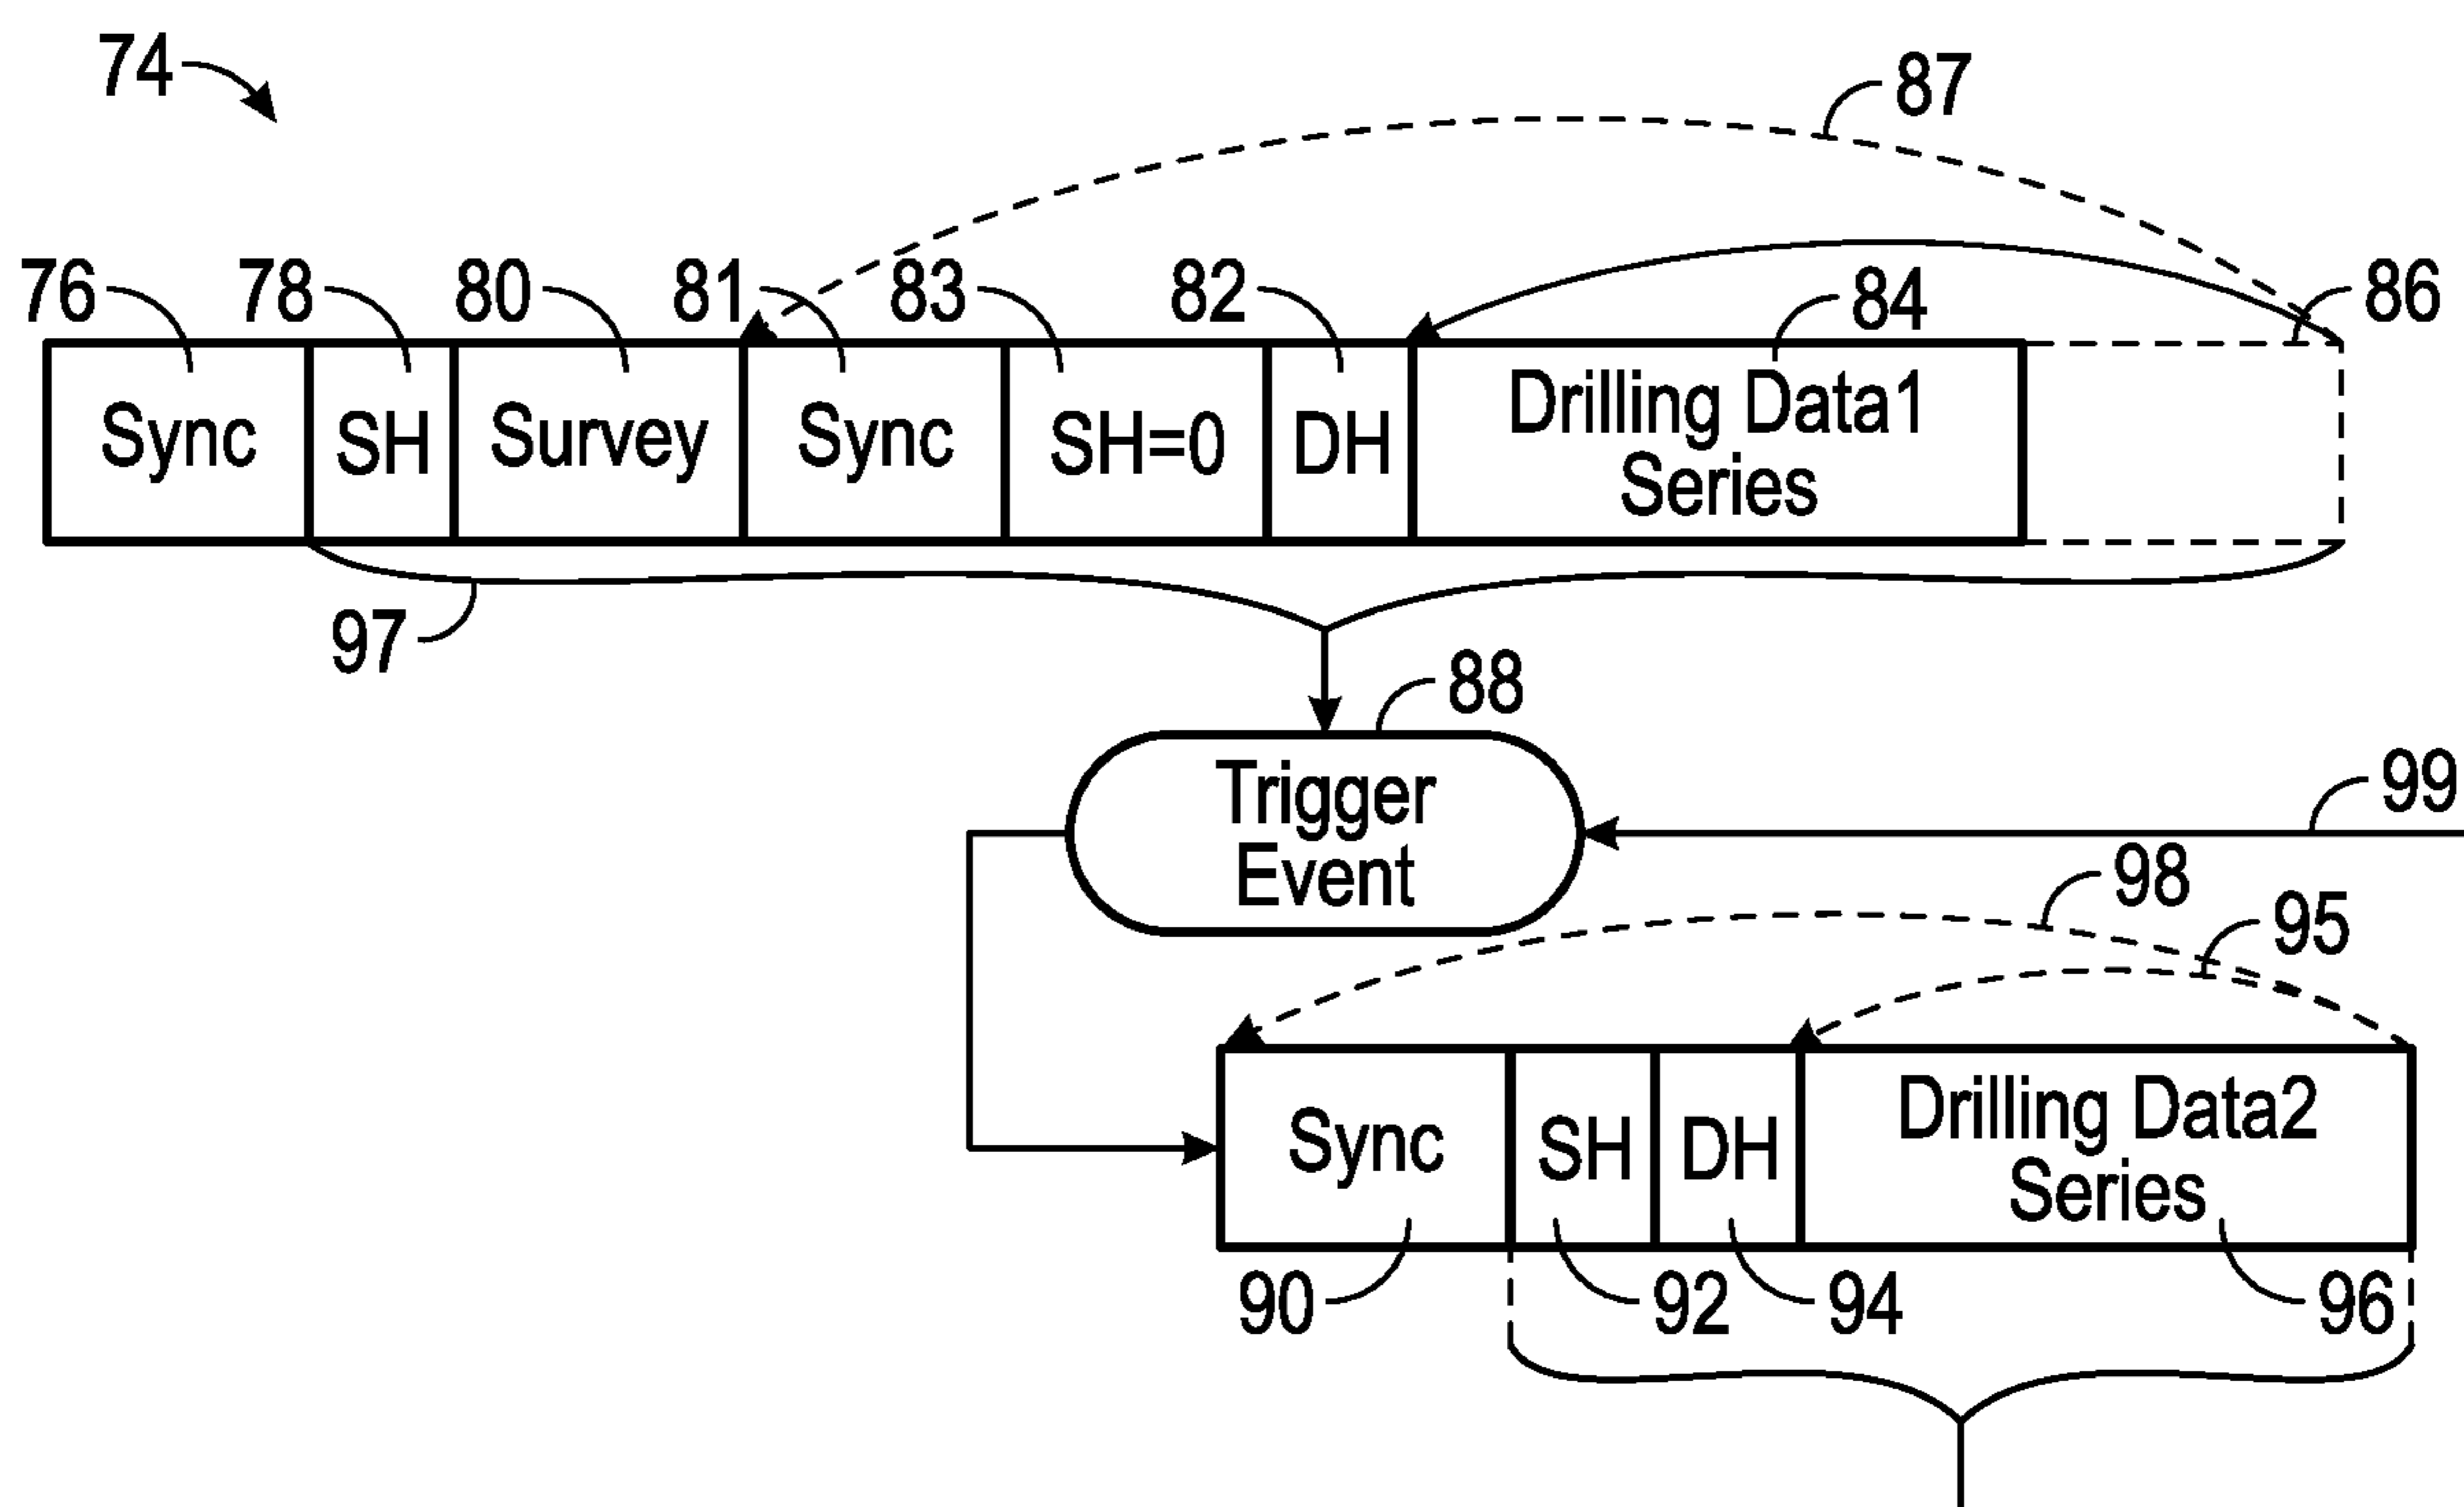 74
87
76 78 80 81 83 82 84 86
Sync SH Survey Sync SH=0 DH Drilling Data1
Series
97
88
Trigger
Event
99
98
95
Sync SH DH Drilling Data2
Series
90 92 94 96